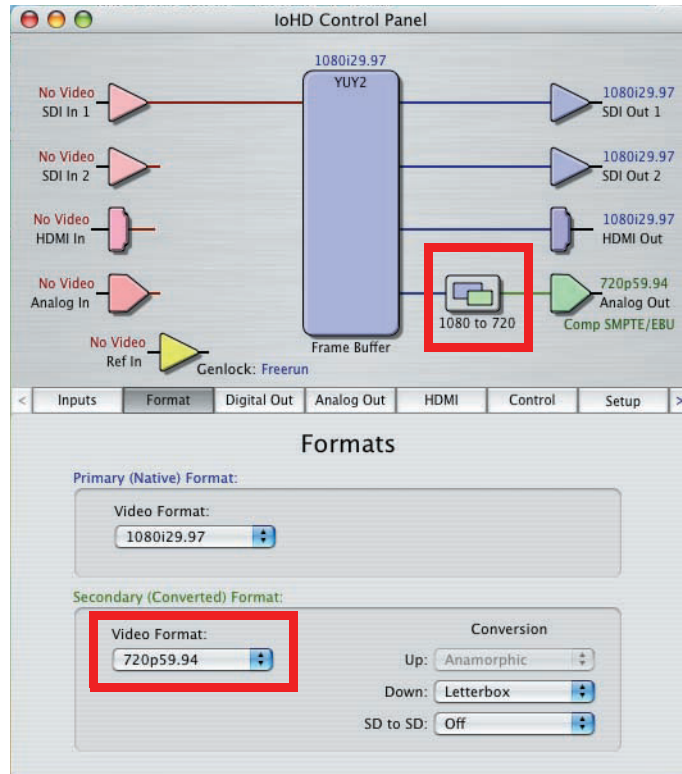 IoHD Control Panel
1080i29.97
YUY2
No Video
SDI In 1
1080i29.97
SDI Out 1
No Video
SDI In 2
1080i29.97
SDI Out 2
No Video
HDMI In
1080i29.97
HDMI Out
No Video
Analog In
1080 to 720
720p59.94
Analog Out
Comp SMPTE/EBU
No Video
Ref In
Genlock: Freerun
Frame Buffer
< Inputs Format Digital Out Analog Out HDMI Control Setup >
Formats
Primary (Native) Format:
Video Format:
1080i29.97
Secondary (Converted) Format:
Video Format:
720p59.94
Conversion
Up: Anamorphic
Down: Letterbox
SD to SD: Off